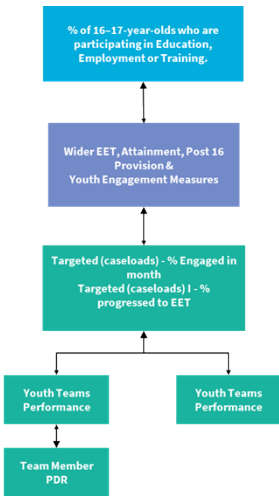 % of 16–17-year-olds who are
participating in Education,
Employment or Training.
Wider EET, Attainment, Post 16
Provision &
Youth Engagement Measures
Targeted (caseloads) - % Engaged in
month
Targeted (caseloads) I - %
progressed to EET
Youth Teams
Performance
Youth Teams
Performance
Team Member
PDR